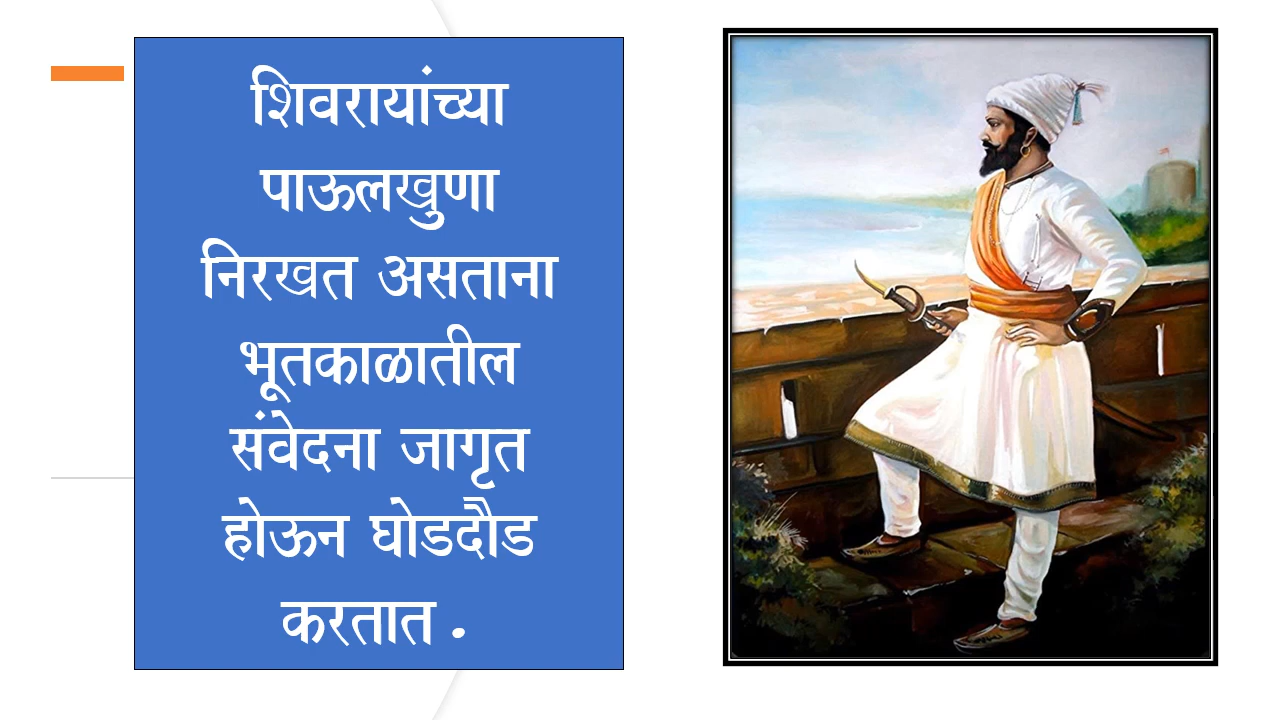 शिवरायांच्या
पाऊलखुणा
निरखत असताना
भूतकाळातील
संवेदना जागृत
होऊन घोडदौड
करतात .